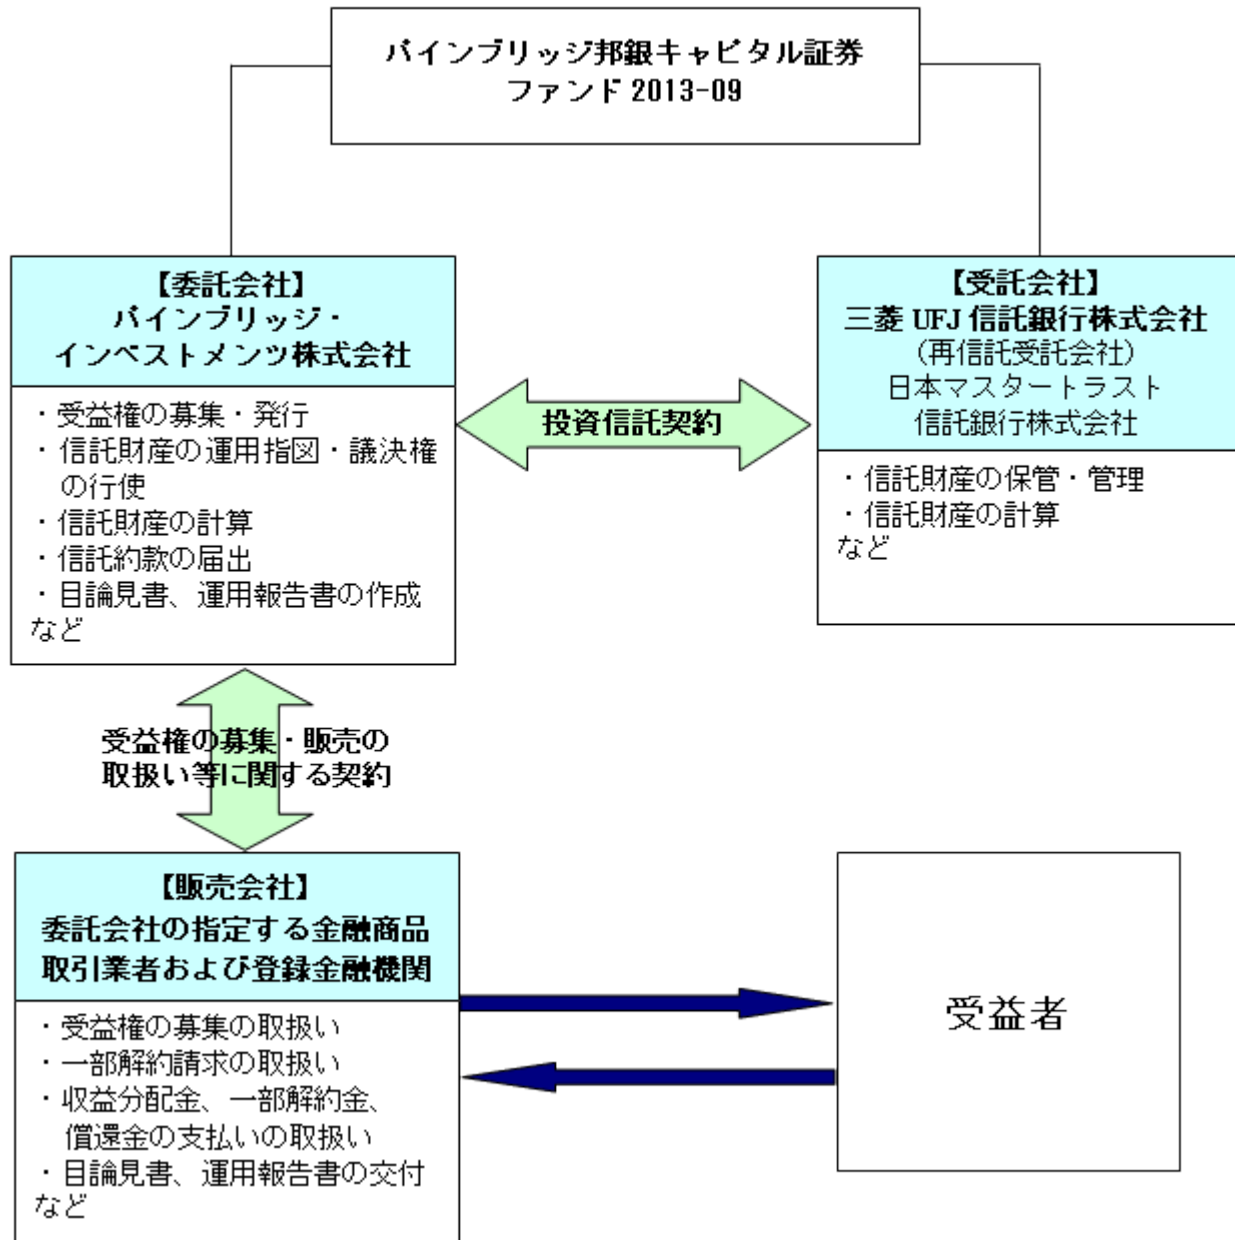 パインブリッジ邦銀キャピタル証券
ファンド 2013-09
【委託会社】
パインブリッジ・
インベストメンツ株式会社
・受益権の募集・発行
・信託財産の運用指図・議決権
の行使
・信託財産の計算
・信託約款の届出
・目論見書、運用報告書の作成
など
投資信託契約
【受託会社】
三菱 UFJ 信託銀行株式会社
（再信託受託会社）
日本マスタートラスト
信託銀行株式会社
・信託財産の保管・管理
・信託財産の計算
など
受益権の募集・販売の
取扱い等に関する契約
【販売会社】
委託会社の指定する金融商品
取引業者および登録金融機関
・受益権の募集の取扱い
・一部解約請求の取扱い
・収益分配金、一部解約金、
償還金の支払いの取扱い
・目論見書、運用報告書の交付
など
受益者